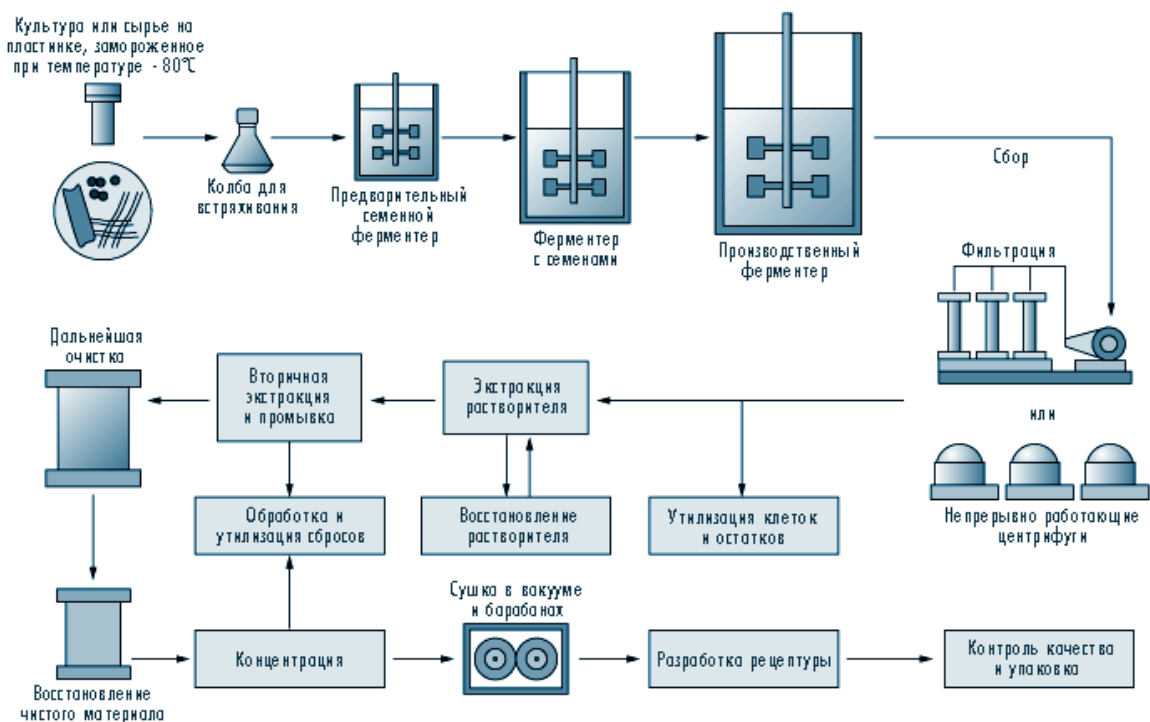 Культура или сырье на
пластинке, замороженное
при температуре - 80℃
Колба для
встряхивания
Предварительный
семенной
ферментер
Ферментер
с семенами
Производственный
ферментер
Сбор
Фильтрация
или
Непрерывно работающие
центрифуги
Дальнейшая
очистка
Вторичная
экстракция
и промывка
Экстракция
растворителя
Обработка и
утилизация сбросов
Восстановление
растворителя
Утилизация клеток
и остатков
Сушка в вакууме
и барабанах
Восстановление
чистого материала
Концентрация
Разработка рецептуры
Контроль качества
и упаковка